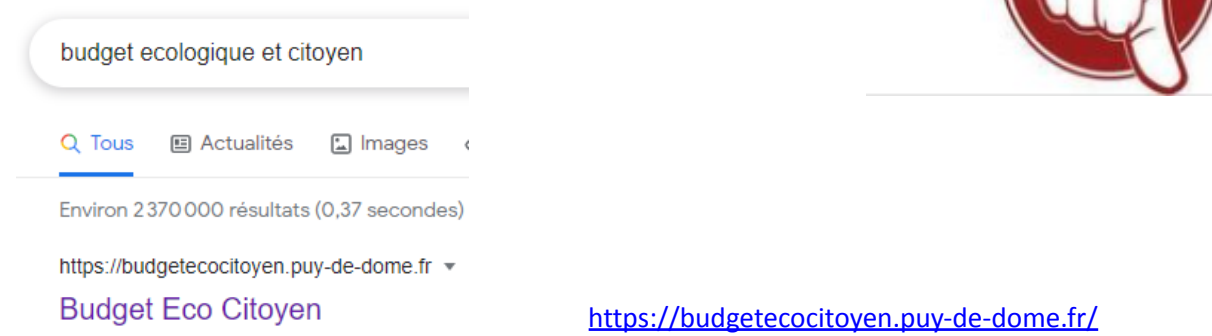 budget ecologique et citoyen
Tous Actualités Images
Environ 2 370 000 résultats (0,37 secondes)
https://budgetecocitoyen.puy-de-dome.fr
Budget Eco Citoyen
https://budgetecocitoyen.puy-de-dome.fr/